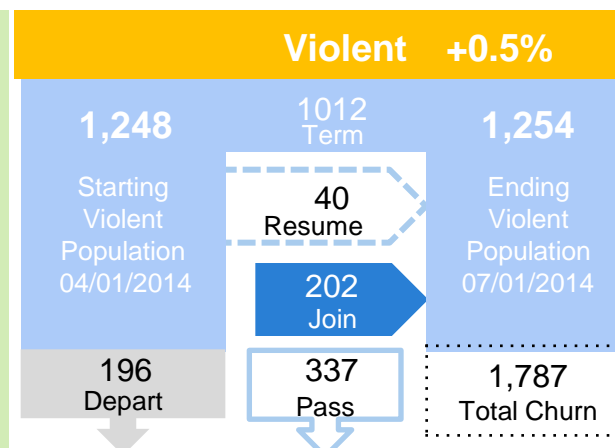 Violent +0.5%
1,248
Starting
Violent
Population
04/01/2014
1012
Term
40
Resume
202
Join
1,254
Ending
Violent
Population
07/01/2014
196
Depart
337
Pass
1,787
Total Churn